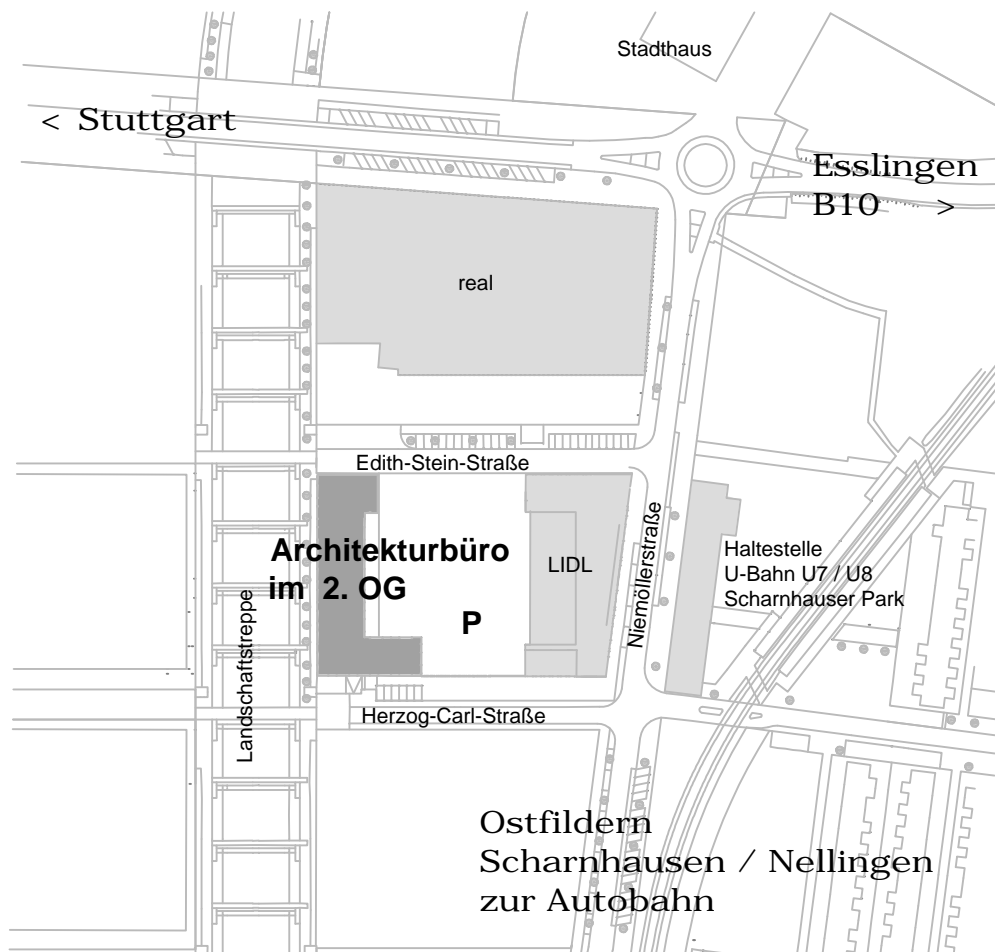 Stadthaus
< Stuttgart
Esslingen
B10 >
real
Edith-Stein-Straße
Architekturbüro
im 2. OG
P
LIDL
Niemöllerstraße
Haltestelle
U-Bahn U7 / U8
Scharnhauser Park
Landschaftstreppe
Herzog-Carl-Straße
Ostfildern
Scharnhausen / Nellingen
zur Autobahn